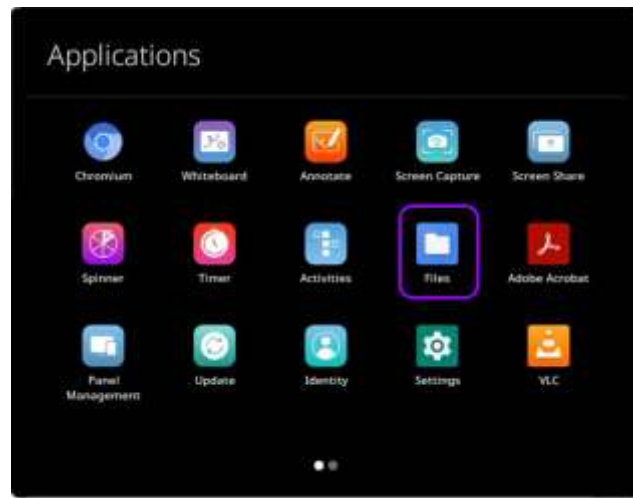 Applications
Chromium Whiteboard Annotate Screen Capture Screen Share
Spinner Timer Activities Files Adobe Acrobat
Panel Management Update Identity Settings VLC